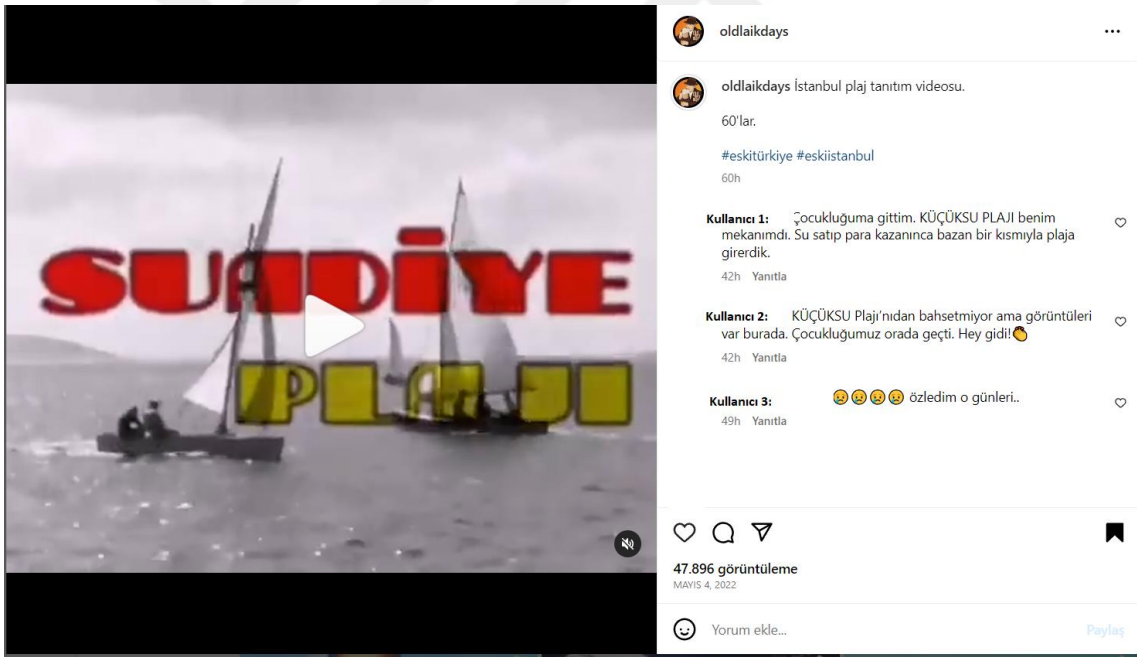 SUADİYE
PLAJI
oldlaikdays
oldlaikdays İstanbul plaj tanıtım videosu.
60'lar.
#eskitürkiye #eskiistanbul
60h
Kullanıcı 1: Çocukluğuma gittim. KÜÇÜKSU PLAJI benim
mekanımdı. Su satıp para kazanınca bazan bir kısmıyla plaja
girerdik.
42h Yanıtla
Kullanıcı 2: KÜÇÜKSU Plajı'nıdan bahsetmiyor ama görüntüleri
var burada. Çocukluğumuz orada geçti. Hey gidi!👏
42h Yanıtla
Kullanıcı 3: 😢😢😢😢 özledim o günleri..
49h Yanıtla
47.896 görüntüleme
MAYIS 4, 2022
Yorum ekle...
Paylaş